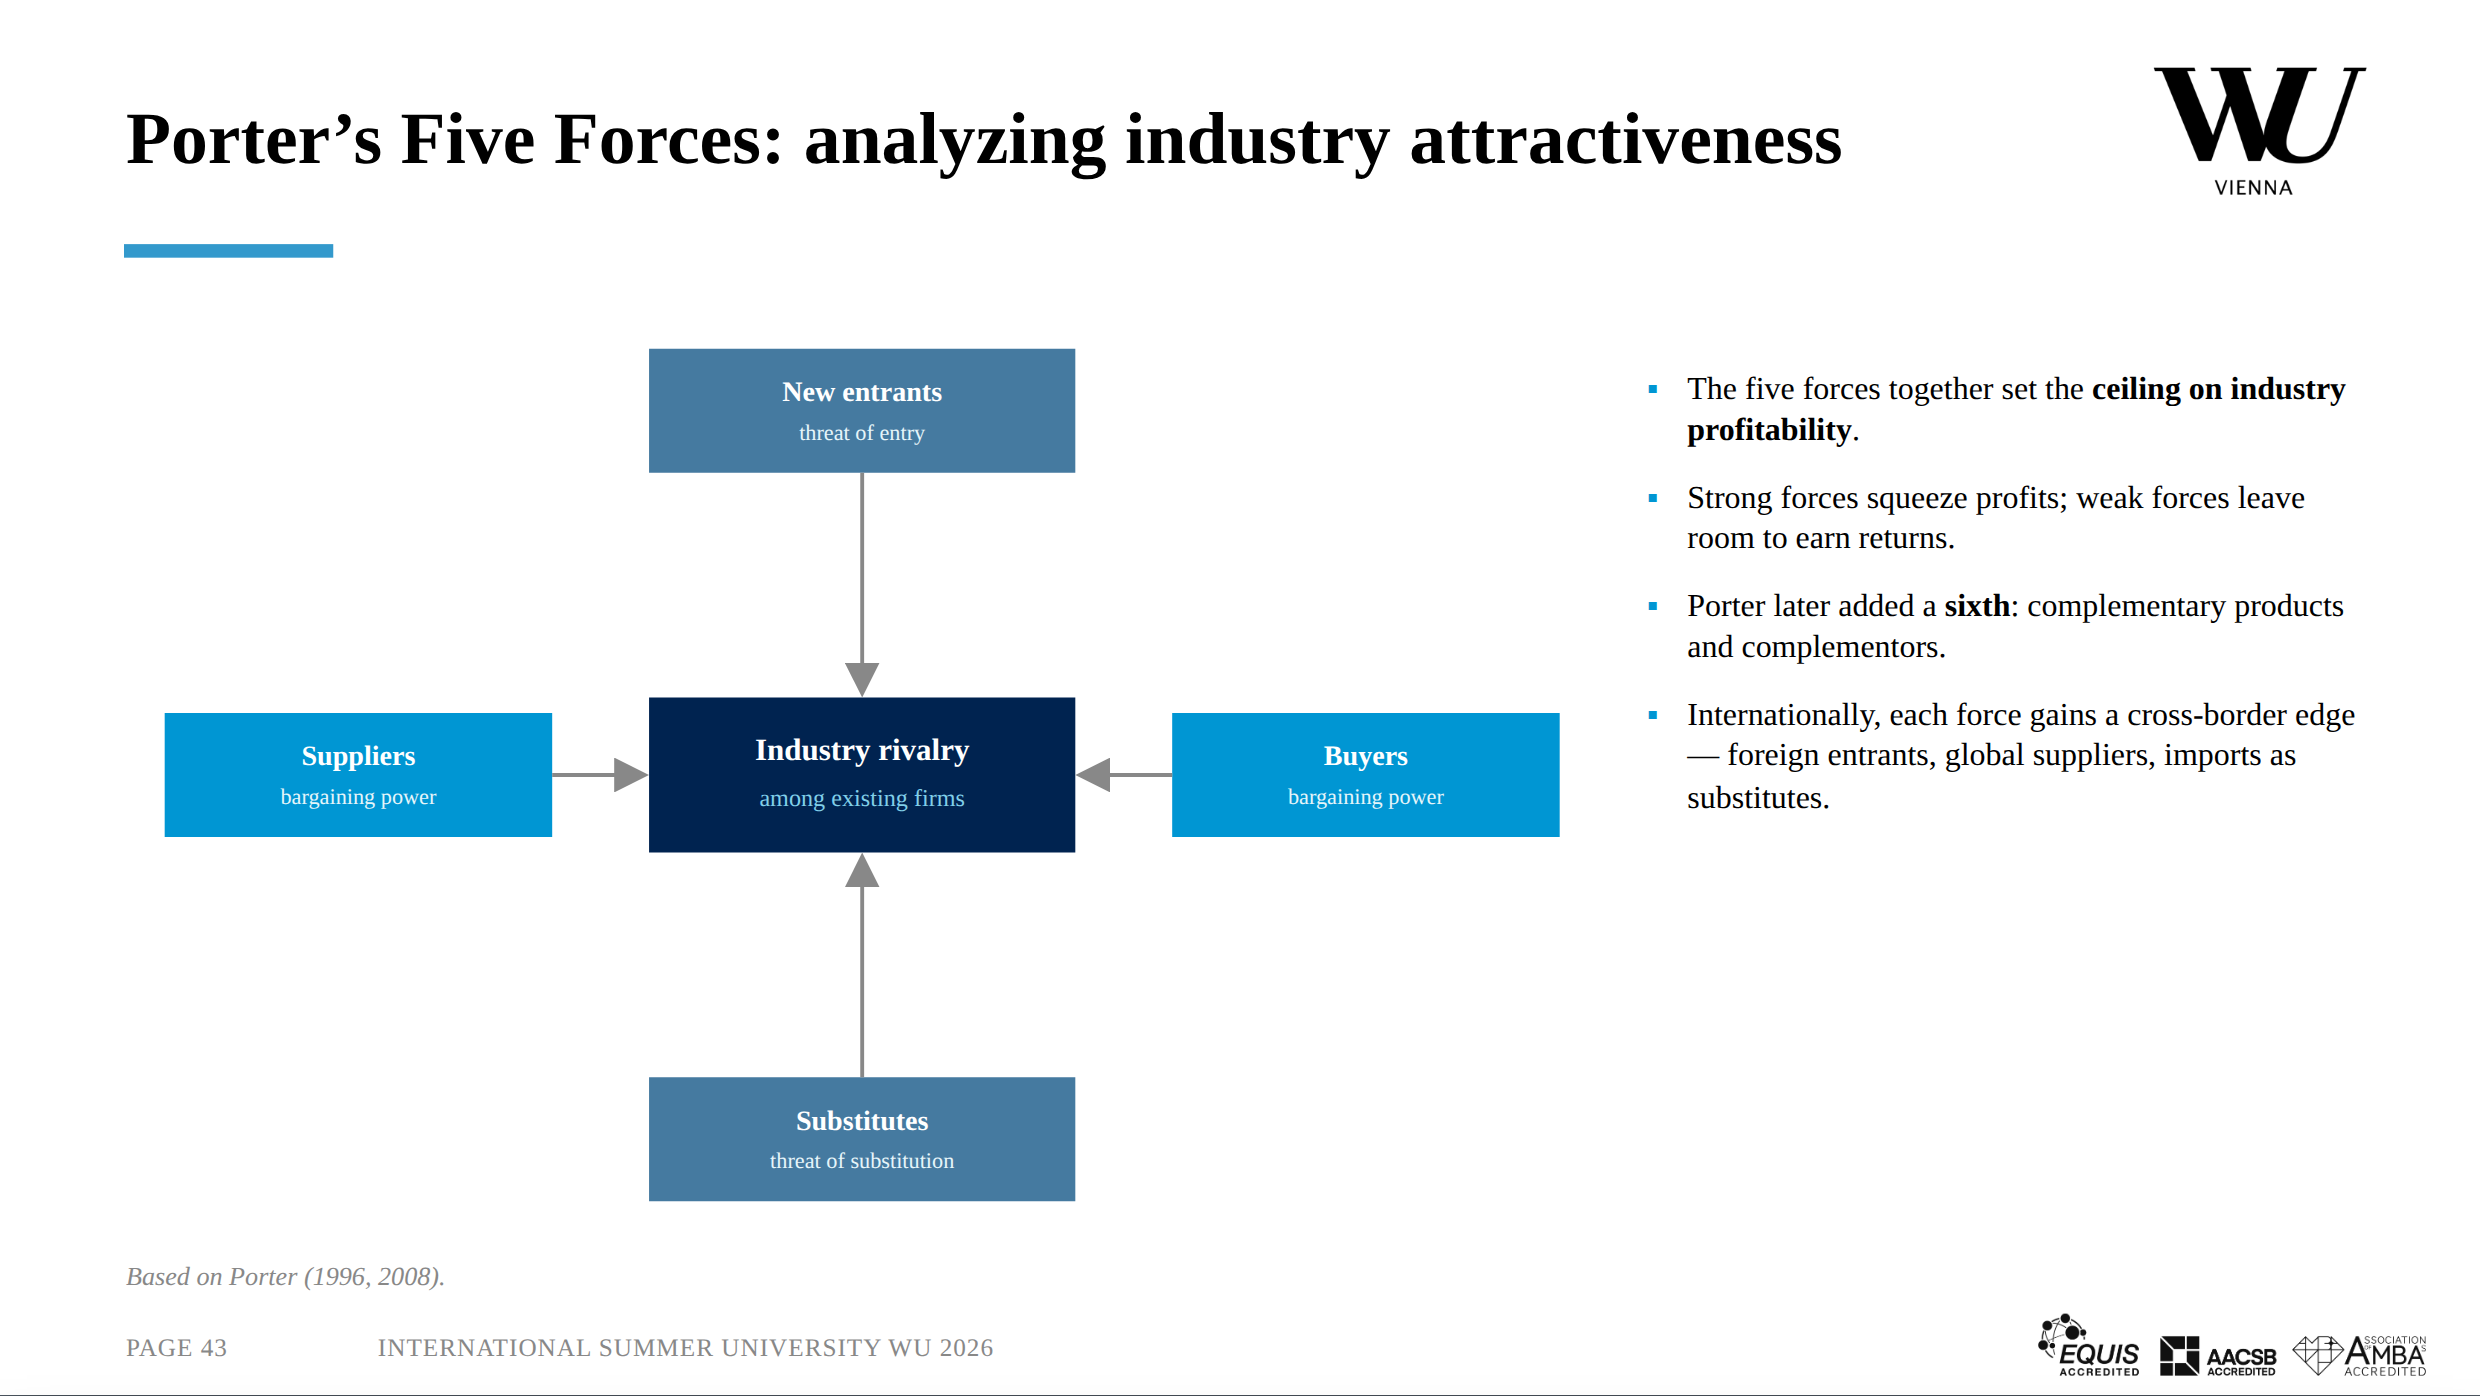 Porter’s Five Forces: analyzing industry attractiveness
WU
VIENNA
New entrants
threat of entry
Suppliers
bargaining power
Industry rivalry
among existing firms
Buyers
bargaining power
Substitutes
threat of substitution
▪ The five forces together set the ceiling on industry
profitability.
▪ Strong forces squeeze profits; weak forces leave
room to earn returns.
▪ Porter later added a sixth: complementary products
and complementors.
▪ Internationally, each force gains a cross-border edge
— foreign entrants, global suppliers, imports as
substitutes.
Based on Porter (1996, 2008).
PAGE 43
INTERNATIONAL SUMMER UNIVERSITY WU 2026
EQUIS
ACCREDITED
AACSB
ACCREDITED
ASSOCIATION
OF
AMBAS
ACCREDITED